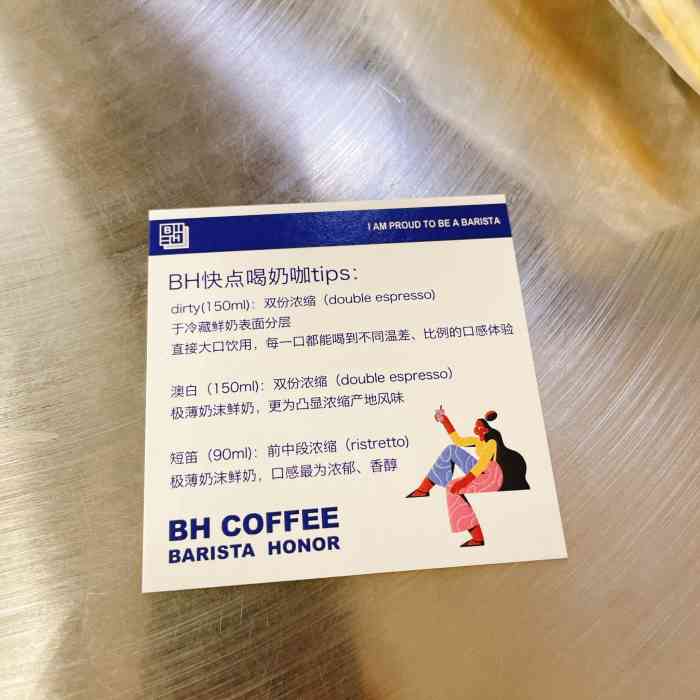 BH
I AM PROUD TO BE A BARISTA
BH快点喝奶咖tips：
dirty(150ml)：双份浓缩（double espresso)
于冷藏鲜奶表面分层
直接大口饮用，每一口都能喝到不同温差、比例的口感体验
澳白（150ml)：双份浓缩（double espresso)
极薄奶沫鲜奶，更为凸显浓缩产地风味
短笛（90ml)：前中段浓缩（ristretto)
极薄奶沫鲜奶，口感最为浓郁、香醇
BH COFFEE
BARISTA HONOR